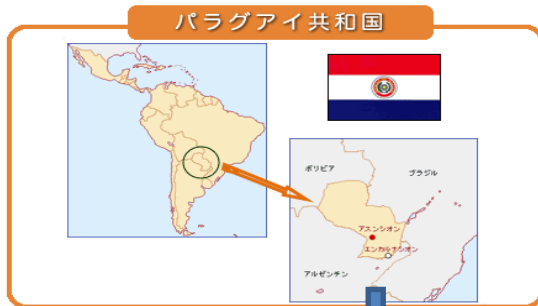 パラグアイ共和国
ボリビア
ブラジル
アスンシオン
エンカルナシオン
アルゼンチン